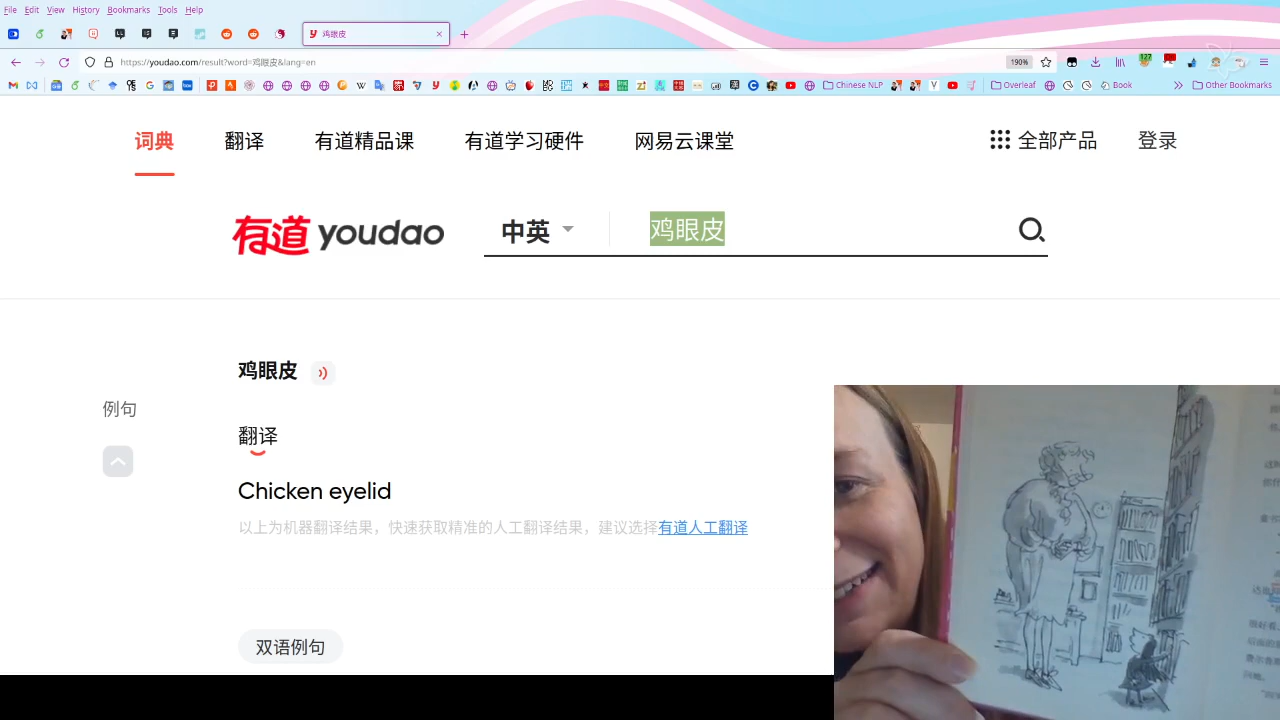 File Edit View History Bookmarks Tools Help
鸡眼皮
https://youdao.com/result?word=鸡眼皮&lang=en
190%
127
Chinese NLP
Overleaf
Book
Other Bookmarks
词典 翻译 有道精品课 有道学习硬件 网易云课堂 全部产品 登录
有道 youdao 中英 鸡眼皮
鸡眼皮
例句
翻译
Chicken eyelid
以上为机器翻译结果，快速获取精准的人工翻译结果，建议选择有道人工翻译
双语例句